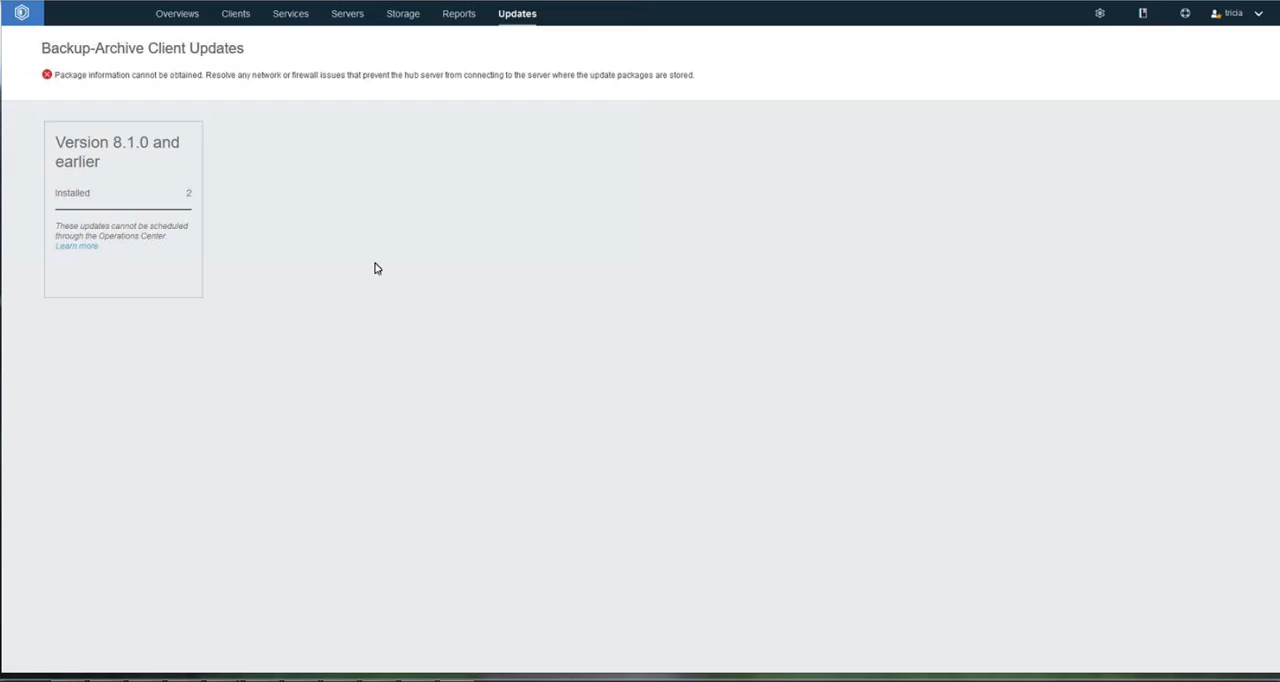 Overviews Clients Services Servers Storage Reports Updates tricia
Backup-Archive Client Updates
Package information cannot be obtained. Resolve any network or firewall issues that prevent the hub server from connecting to the server where the update packages are stored.
Version 8.1.0 and
earlier
Installed 2
These updates cannot be scheduled
through the Operations Center.
Learn more